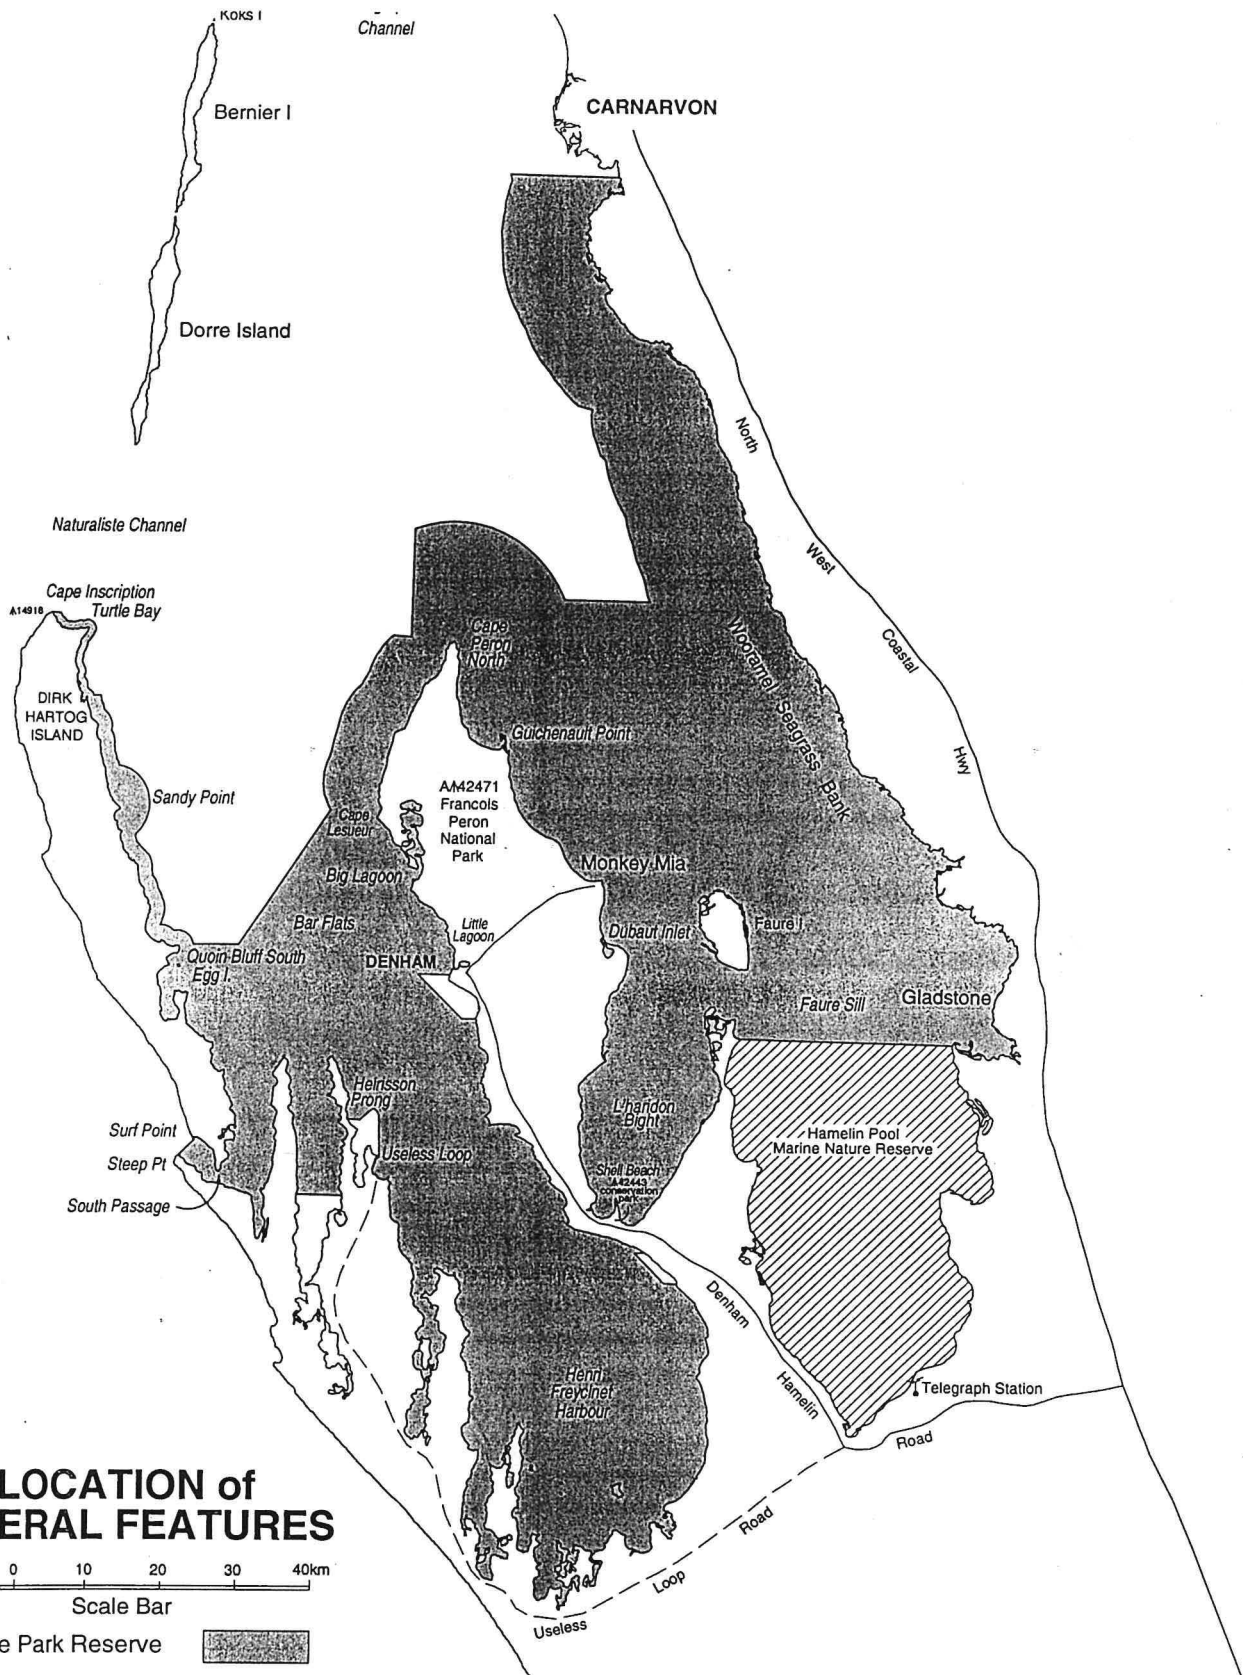 Koks I
Channel
Bernier I
CARNARVON
Dorre Island
North
West
Coastal
Hwy
Naturaliste Channel
Cape Inscription
Turtle Bay
A14916
DIRK
HARTOG
ISLAND
Sandy Point
Cape
Peron
North
Wooramel Seagrass Bank
Guichenault Point
42471
Francois
Peron
National
Park
Cape
Lesueur
Big Lagoon
Monkey Mia
Bar Flats
Little
Lagoon
Dubaut Inlet
Faure I.
Quoin Bluff South
Egg I.
DENHAM
Faure Sill
Gladstone
Heirisson
Prong
L'haridon
Bight
Hamelin Pool
Marine Nature Reserve
Surf Point
Steep Pt
South Passage
Useless Loop
Shell Beach
A42443
conservation
park
Denham
Hamelin
Road
Henri
Freycinet
Harbour
Telegraph Station
Useless
Loop
Road
LOCATION of
ERAL FEATURES
0 10 20 30 40km
Scale Bar
e Park Reserve